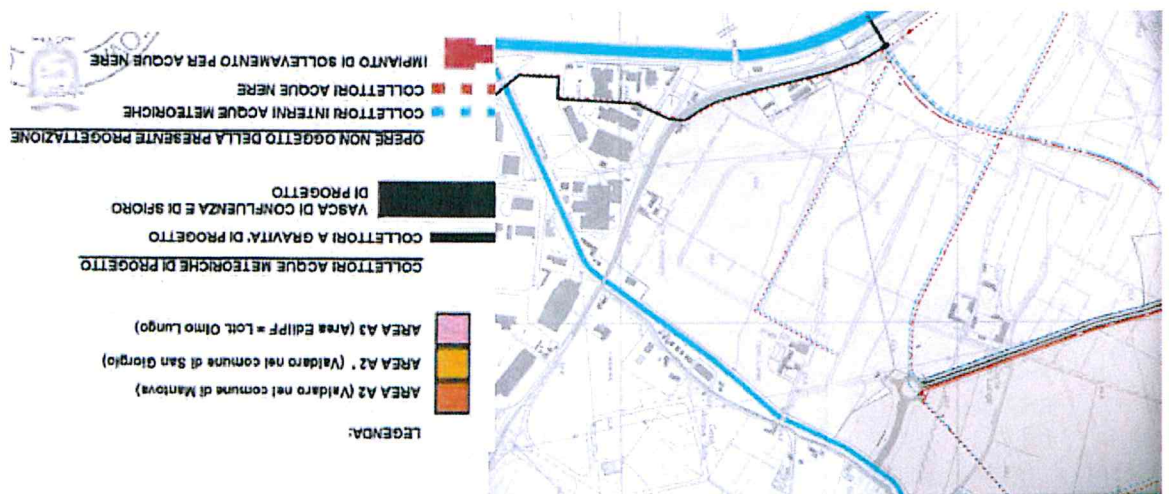 LEGENDA:
AREA A2 (Valdaro nel comune di Mantova)
AREA A2' (Valdaro nel comune di San Giorgio)
AREA A3 (Area EdilPF = Lott. Olmo Lungo)
COLLETTORI ACQUE METEORICHE DI PROGETTO
COLLETTORI A GRAVITA' DI PROGETTO
VASCA DI CONFLUENZA E DI SFIORO
DI PROGETTO
OPERE NON OGGETTO DELLA PRESENTE PROGETTAZIONE
COLLETTORI INTERNI ACQUE METEORICHE
COLLETTORI ACQUE NERE
IMPIANTO DI SOLLEVAMENTO PER ACQUE NERE